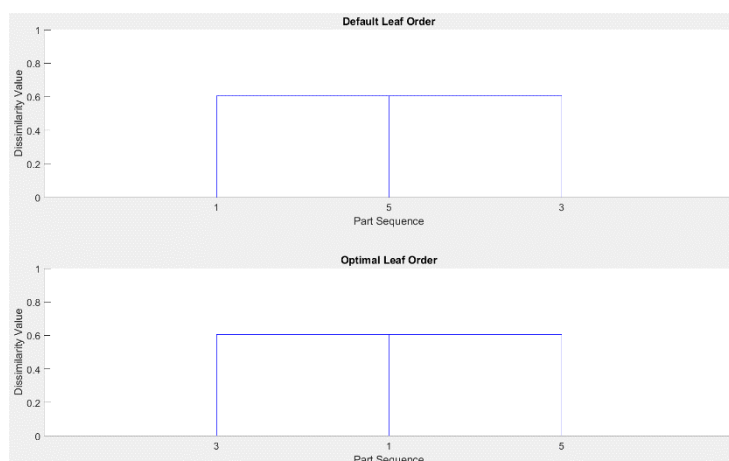 Default Leaf Order
1
0.8
0.6
0.4
0.2
0
Dissimilarity Value
1 5 3
Part Sequence
Optimal Leaf Order
1
0.8
0.6
0.4
0.2
0
Dissimilarity Value
3 1 5
Part Sequence